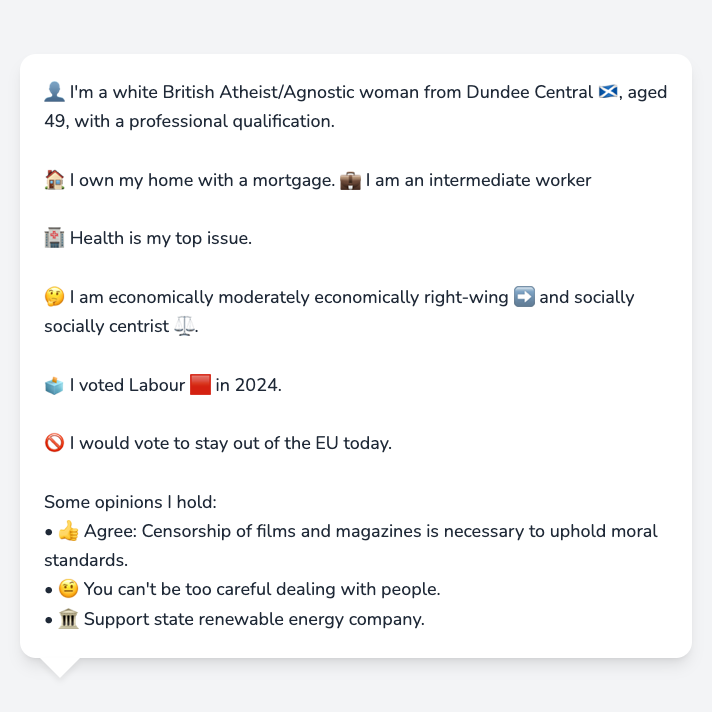 👤 I'm a white British Atheist/Agnostic woman from Dundee Central 🏴󠁧󠁢󠁳󠁣󠁴󠁿, aged
49, with a professional qualification.
🏠 I own my home with a mortgage. 💼 I am an intermediate worker
🏥 Health is my top issue.
🤔 I am economically moderately economically right-wing ➡️ and socially
socially centrist ⚖️.
🗳️ I voted Labour 🟥 in 2024.
🚫 I would vote to stay out of the EU today.
Some opinions I hold:
• 👍 Agree: Censorship of films and magazines is necessary to uphold moral
standards.
• 🤨 You can't be too careful dealing with people.
• 🏛️ Support state renewable energy company.